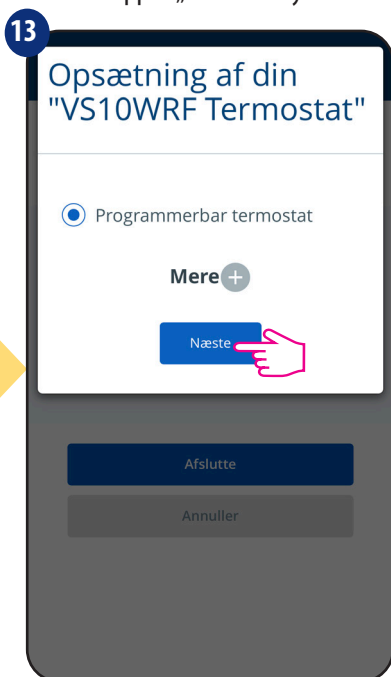 13
Opsætning af din
"VS10WRF Termostat"
Programmerbar termostat
Mere +
Næste
Afslutte
Annuller